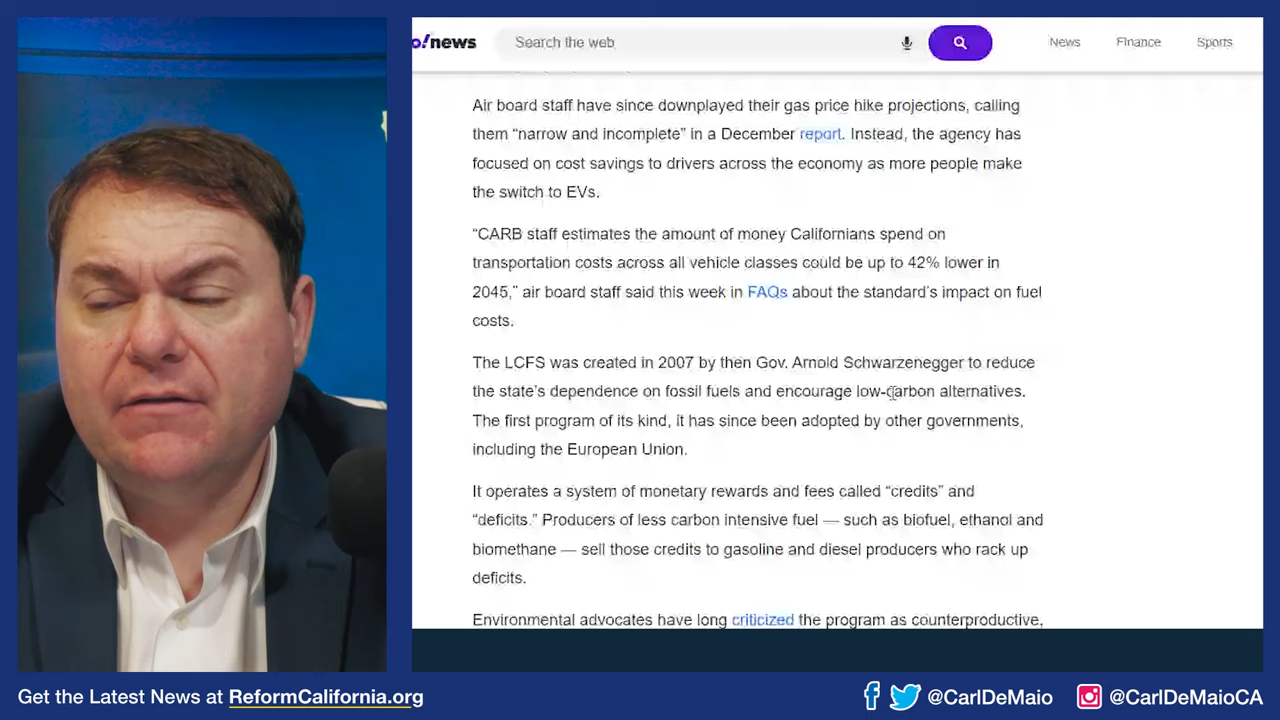 o!news
Search the web
News
Finance
Sports
Air board staff have since downplayed their gas price hike projections, calling
them “narrow and incomplete” in a December report. Instead, the agency has
focused on cost savings to drivers across the economy as more people make
the switch to EVs.
“CARB staff estimates the amount of money Californians spend on
transportation costs across all vehicle classes could be up to 42% lower in
2045,” air board staff said this week in FAQs about the standard’s impact on fuel
costs.
The LCFS was created in 2007 by then Gov. Arnold Schwarzenegger to reduce
the state’s dependence on fossil fuels and encourage low-carbon alternatives.
The first program of its kind, it has since been adopted by other governments,
including the European Union.
It operates a system of monetary rewards and fees called “credits” and
“deficits.” Producers of less carbon intensive fuel — such as biofuel, ethanol and
biomethane — sell those credits to gasoline and diesel producers who rack up
deficits.
Environmental advocates have long criticized the program as counterproductive,
Get the Latest News at ReformCalifornia.org
@CarlDeMaio
@CarlDeMaioCA